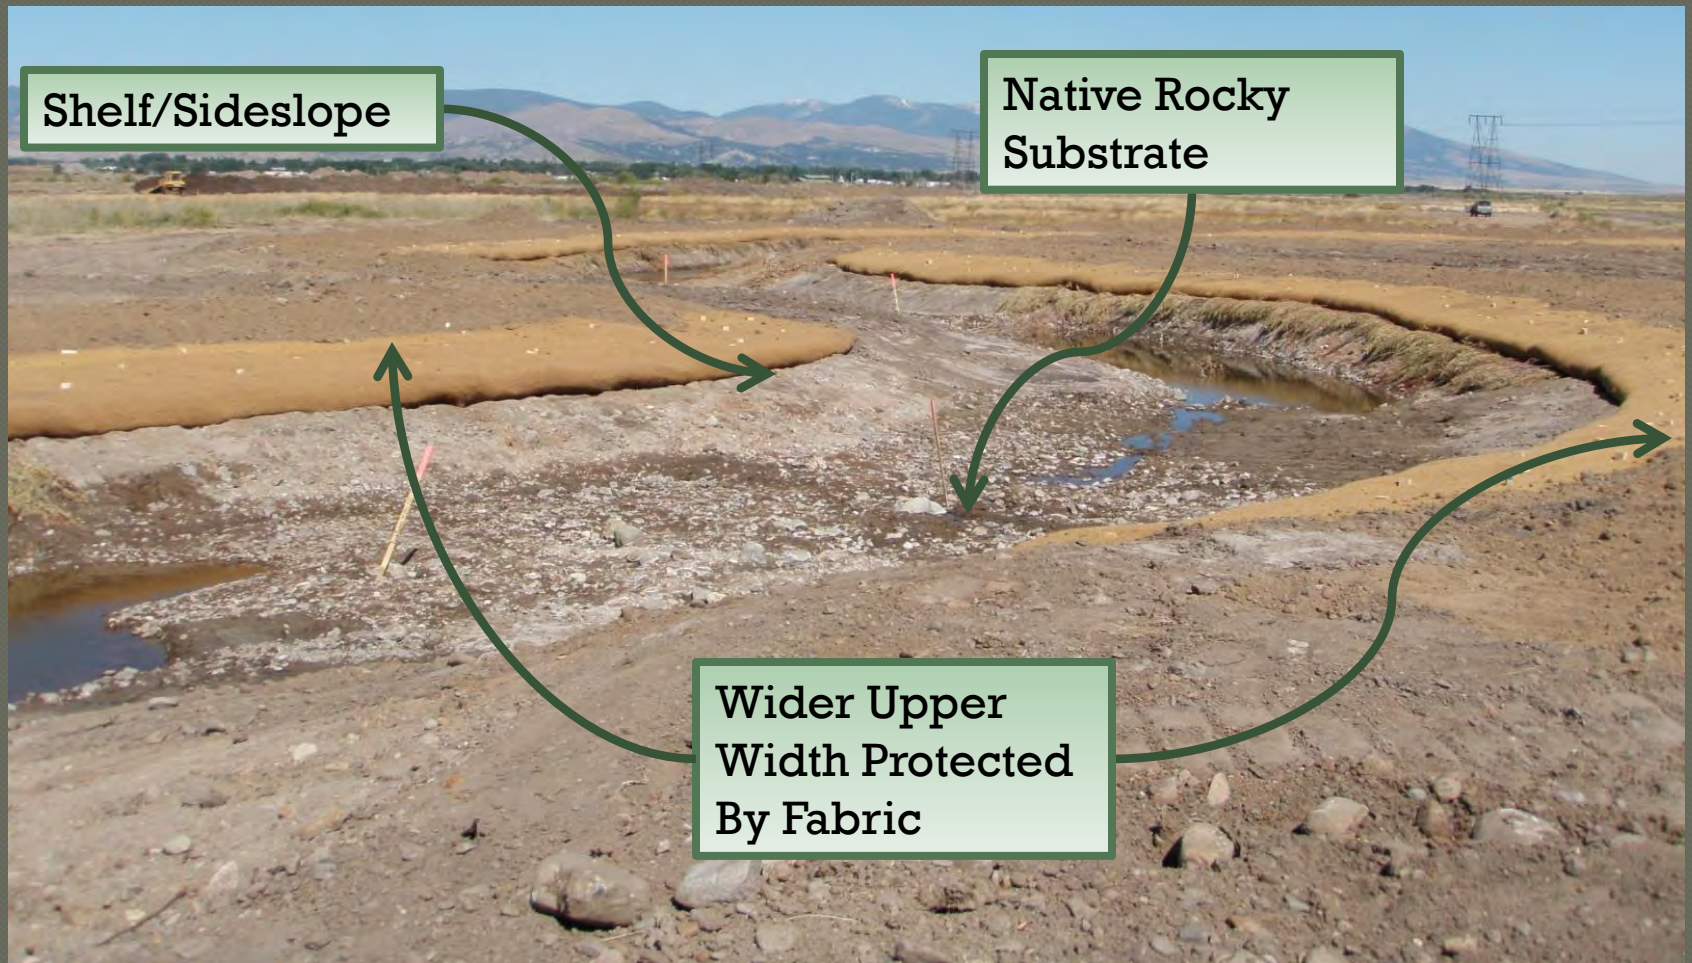 Shelf/Sideslope
Native Rocky
Substrate
Wider Upper
Width Protected
By Fabric